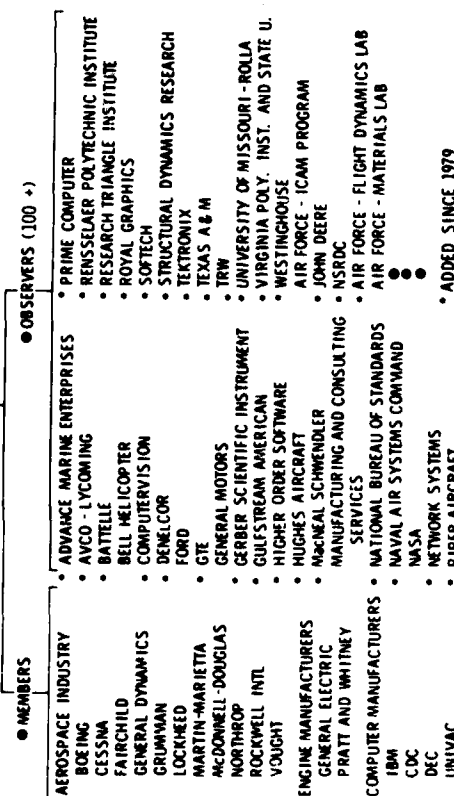 ● MEMBERS
AEROSPACE INDUSTRY
BOEING
CESSNA
FAIRCHILD
GENERAL DYNAMICS
GRUMMAN
LOCKHEED
MARTIN-MARIETTA
McDONNELL-DOUGLAS
NORTHROP
ROCKWELL INTL
VOUGHT
ENGINE MANUFACTURERS
GENERAL ELECTRIC
PRATT AND WHITNEY
COMPUTER MANUFACTURERS
IBM
CDC
DEC
UNIVAC
● OBSERVERS (100 +)
• ADVANCE MARINE ENTERPRISES
• AVCO - LYCOMING
• BATTELLE
BELL HELICOPTER
• COMPUTERVISION
• DENELCOR
FORD
• GTE
GENERAL MOTORS
• GERBER SCIENTIFIC INSTRUMENT
• GULFSTREAM AMERICAN
• HIGHER ORDER SOFTWARE
• HUGHES AIRCRAFT
• MacNEAL SCHWENDLER
MANUFACTURING AND CONSULTING
SERVICES
• NATIONAL BUREAU OF STANDARDS
• NAVAL AIR SYSTEMS COMMAND
NASA
• NETWORK SYSTEMS
• PIPER AIRCRAFT
• PRIME COMPUTER
• RENSSELAER POLYTECHNIC INSTITUTE
• RESEARCH TRIANGLE INSTITUTE
• ROYAL GRAPHICS
• SOFTECH
• STRUCTURAL DYNAMICS RESEARCH
• TEKTRONIX
• TEXAS A & M
• TRW
• UNIVERSITY OF MISSOURI - ROLLA
• VIRGINIA POLY. INST. AND STATE U.
• WESTINGHOUSE
AIR FORCE - ICAM PROGRAM
• JOHN DEERE
• NSRDC
• AIR FORCE - FLIGHT DYNAMICS LAB
AIR FORCE - MATERIALS LAB
● ● ●
• ADDED SINCE 1979